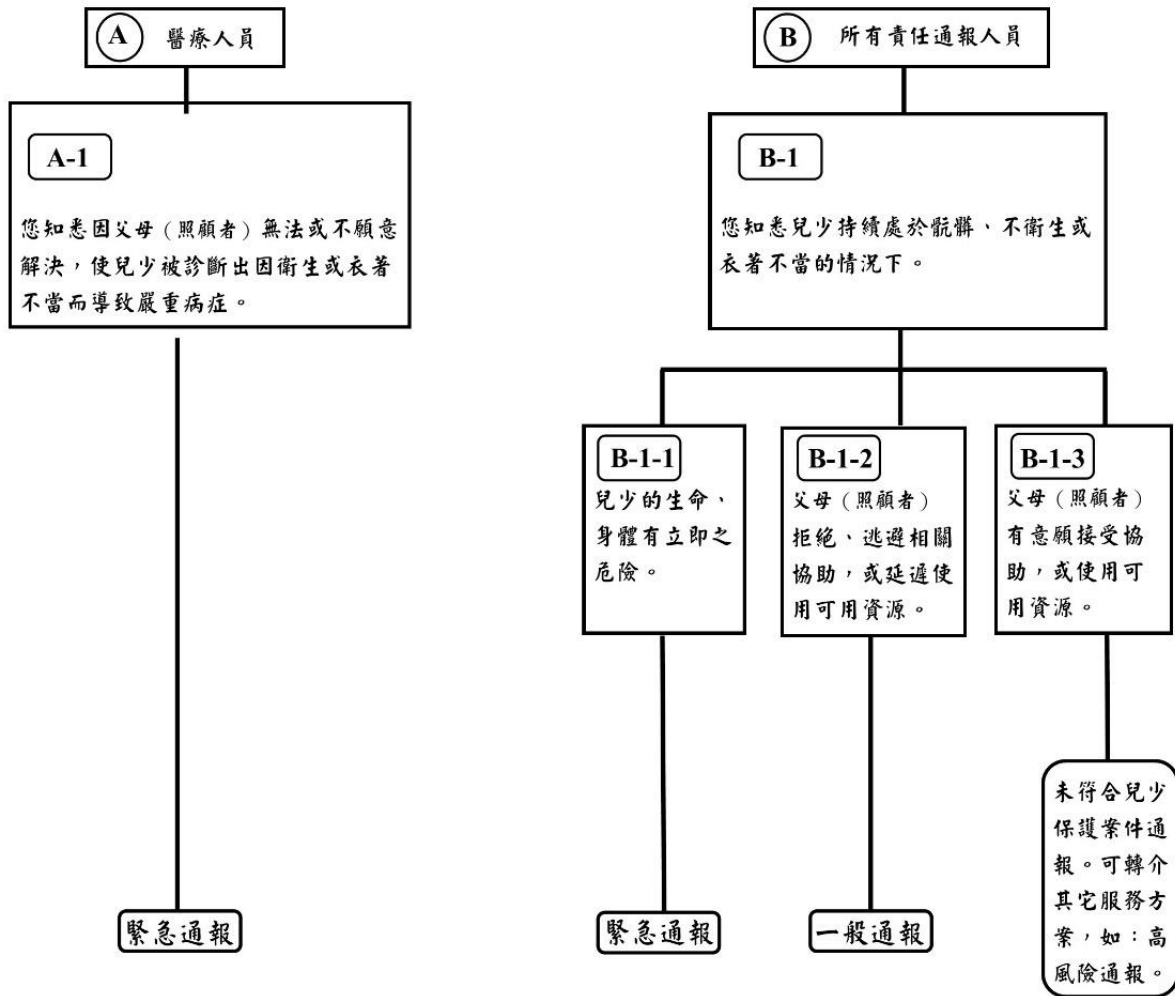 A 醫療人員
A-1
您知悉因父母（照顧者）無法或不願意
解決，使兒少被診斷出因衛生或衣著
不當而導致嚴重病症。
緊急通報
B 所有責任通報人員
B-1
您知悉兒少持續處於骯髒、不衛生或
衣著不當的情況下。
B-1-1
兒少的生命、
身體有立即之
危險。
緊急通報
B-1-2
父母（照顧者）
拒絕、逃避相關
協助，或延遲使
用可用資源。
一般通報
B-1-3
父母（照顧者）
有意願接受協
助，或使用可
用資源。
未符合兒少
保護案件通
報。可轉介
其它服務方
案，如：高
風險通報。